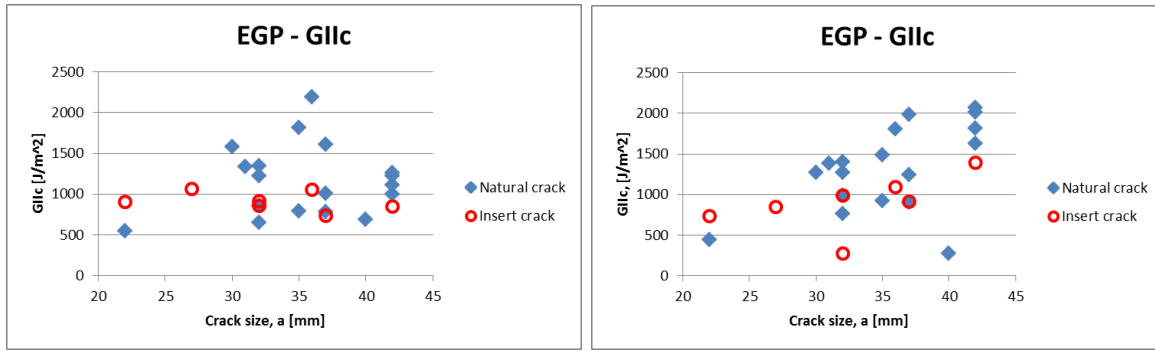 EGP - GIIc
GIIc [J/m^2]
2500
2000
1500
1000
500
0
20 25 30 35 40 45
Crack size, a [mm]
Natural crack
Insert crack
EGP - GIIc
GIIc, [J/m^2]
2500
2000
1500
1000
500
0
20 25 30 35 40 45
Crack size, a [mm]
Natural crack
Insert crack